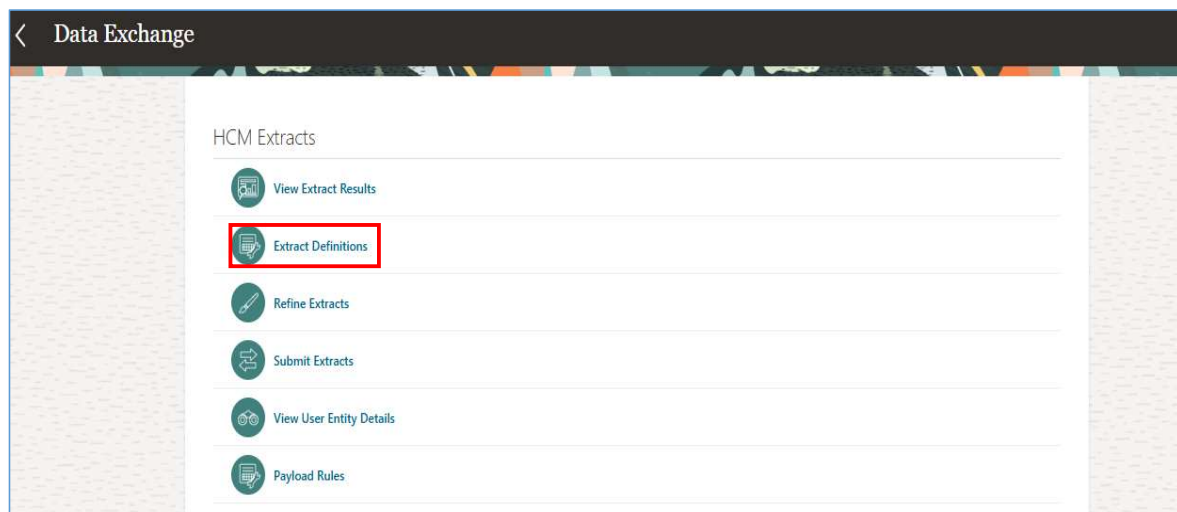 Data Exchange
HCM Extracts
View Extract Results
Extract Definitions
Refine Extracts
Submit Extracts
View User Entity Details
Payload Rules